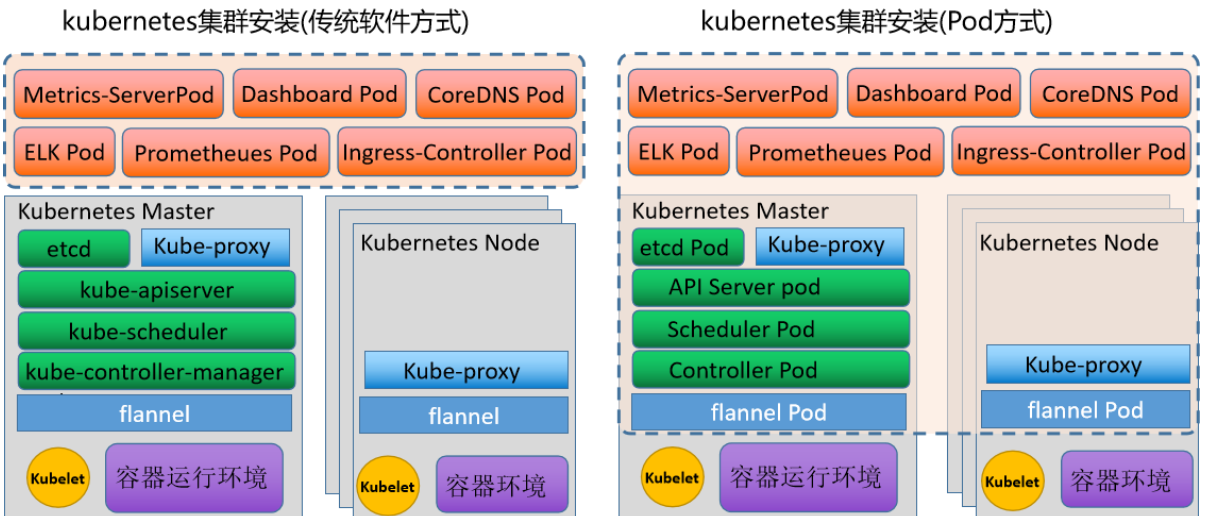 kubernetes集群安装(传统软件方式)
Metrics-ServerPod
Dashboard Pod
CoreDNS Pod
ELK Pod
Prometheues Pod
Ingress-Controller Pod
Kubernetes Master
etcd
Kube-proxy
kube-apiserver
kube-scheduler
kube-controller-manager
flannel
Kubelet
容器运行环境
Kubernetes Node
Kube-proxy
flannel
Kubelet
容器环境
kubernetes集群安装(Pod方式)
Metrics-ServerPod
Dashboard Pod
CoreDNS Pod
ELK Pod
Prometheues Pod
Ingress-Controller Pod
Kubernetes Master
etcd Pod
Kube-proxy
API Server pod
Scheduler Pod
Controller Pod
flannel Pod
Kubelet
容器运行环境
Kubernetes Node
Kube-proxy
flannel Pod
Kubelet
容器环境